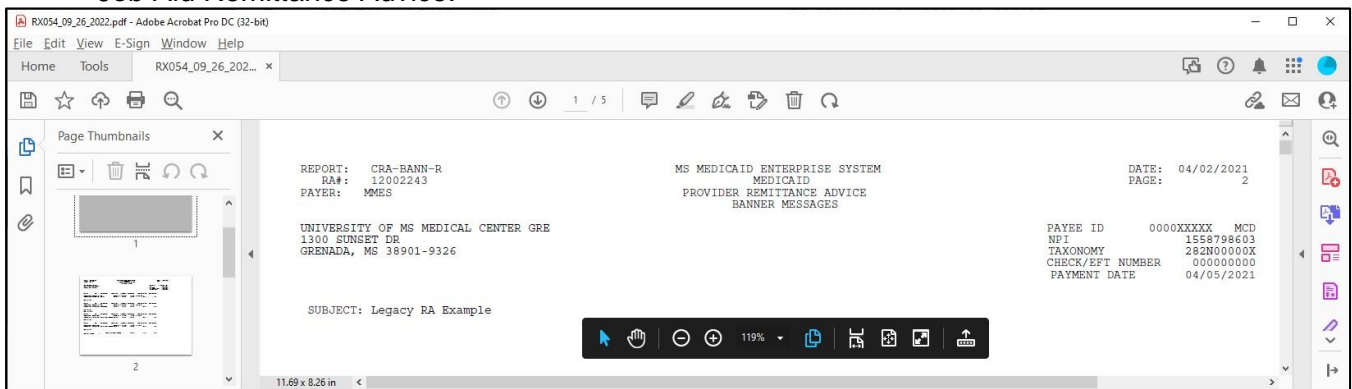 Job Aid Remittance Advice.
RX054_09_26_2022.pdf - Adobe Acrobat Pro DC (32-bit)
File Edit View E-Sign Window Help
Home Tools RX054_09_26_202...
1 / 5
Page Thumbnails
1
2
REPORT: CRA-BANN-R MS MEDICAID ENTERPRISE SYSTEM DATE: 04/02/2021
RA#: 12002243 MEDICAID PAGE: 2
PAYER: MMES PROVIDER REMITTANCE ADVICE
BANNER MESSAGES
UNIVERSITY OF MS MEDICAL CENTER GRE PAYEE ID 0000XXXXX MCD
1300 SUNSET DR NPI 1558798603
GRENADA, MS 38901-9326 TAXONOMY 282N00000X
CHECK/EFT NUMBER 000000000
PAYMENT DATE 04/05/2021
SUBJECT: Legacy RA Example
119%
11.69 x 8.26 in